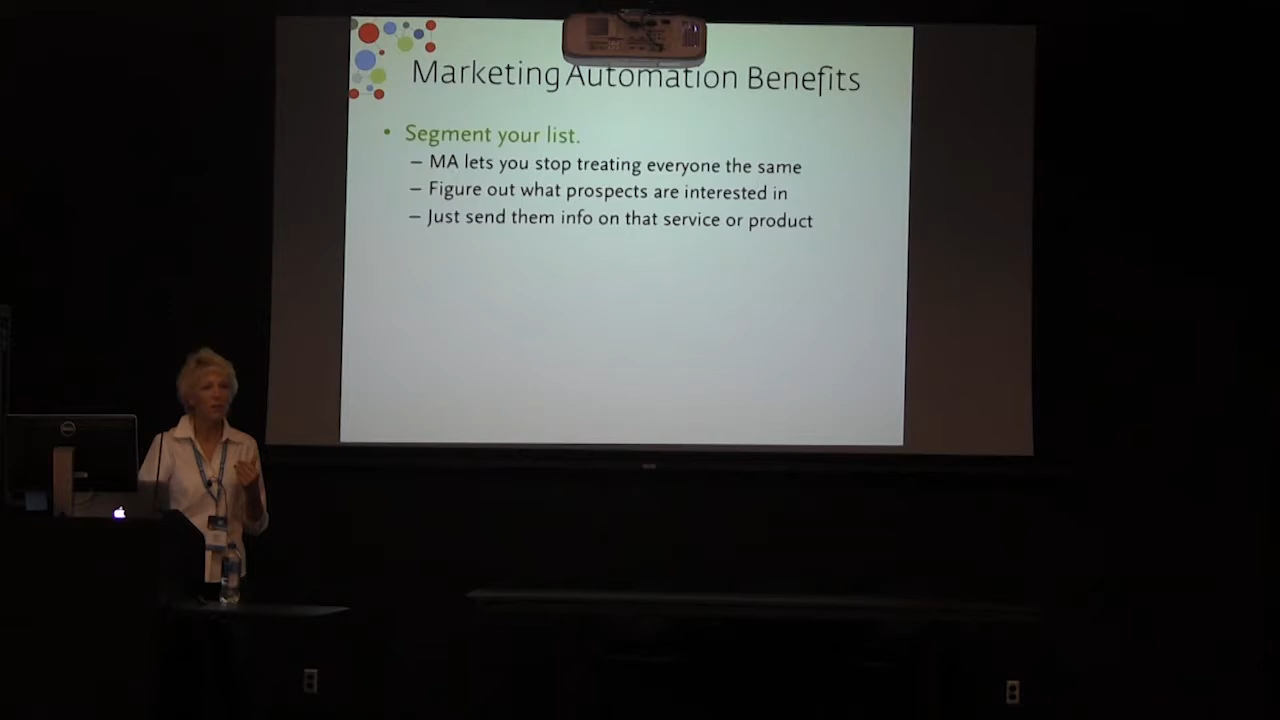 Marketing Automation Benefits
• Segment your list.
– MA lets you stop treating everyone the same
– Figure out what prospects are interested in
– Just send them info on that service or product
DELL